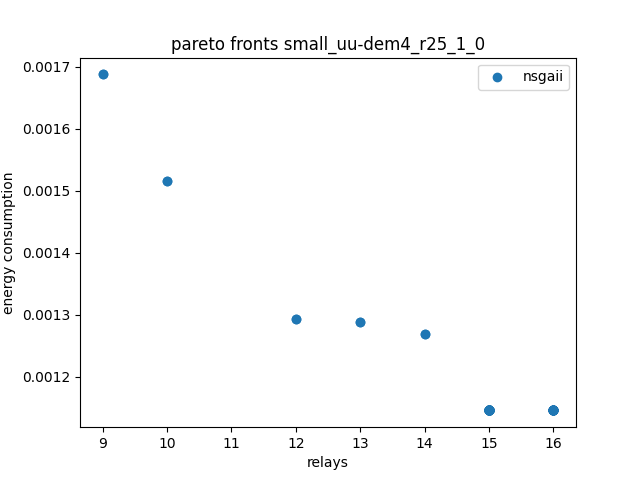 pareto fronts small_uu-dem4_r25_1_0
nsgaii
energy consumption
0.0017
0.0016
0.0015
0.0014
0.0013
0.0012
9 10 11 12 13 14 15 16
relays